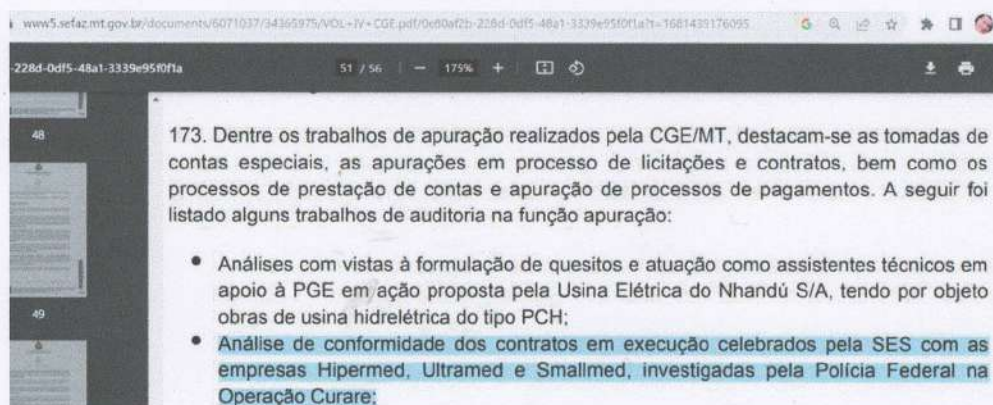 www5.sefaz.mt.gov.br/documents/6071037/34365975/VOL+IV+CGE.pdf/0e80af2b-228d-0df5-48a1-3339e95f0f1a?t=1681439176095
-228d-0df5-48a1-3339e95f0f1a
51 / 56
175%
48
173. Dentre os trabalhos de apuração realizados pela CGE/MT, destacam-se as tomadas de
contas especiais, as apurações em processo de licitações e contratos, bem como os
processos de prestação de contas e apuração de processos de pagamentos. A seguir foi
listado alguns trabalhos de auditoria na função apuração:
• Análises com vistas à formulação de quesitos e atuação como assistentes técnicos em
apoio à PGE em ação proposta pela Usina Elétrica do Nhandú S/A, tendo por objeto
obras de usina hidrelétrica do tipo PCH;
49
• Análise de conformidade dos contratos em execução celebrados pela SES com as
empresas Hipermed, Ultramed e Smallmed, investigadas pela Polícia Federal na
Operação Curare;